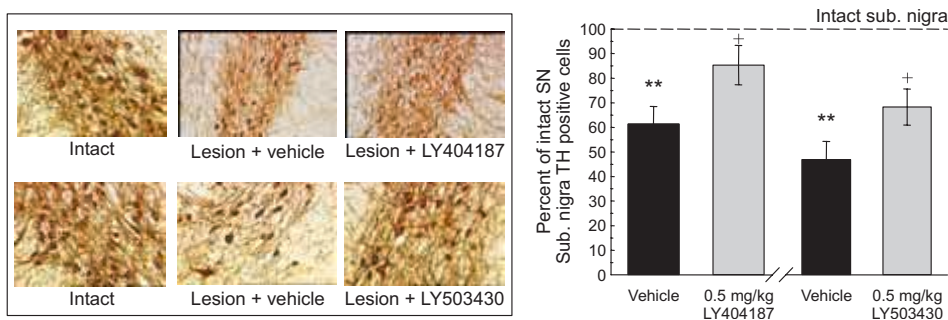 Intact
Lesion + vehicle
Lesion + LY404187
Intact
Lesion + vehicle
Lesion + LY503430
Intact sub. nigra
Percent of intact SN
Sub. nigra TH positive cells
100
90
80
70
60
50
40
30
20
10
0
**
+
**
+
Vehicle
0.5 mg/kg
LY404187
Vehicle
0.5 mg/kg
LY503430